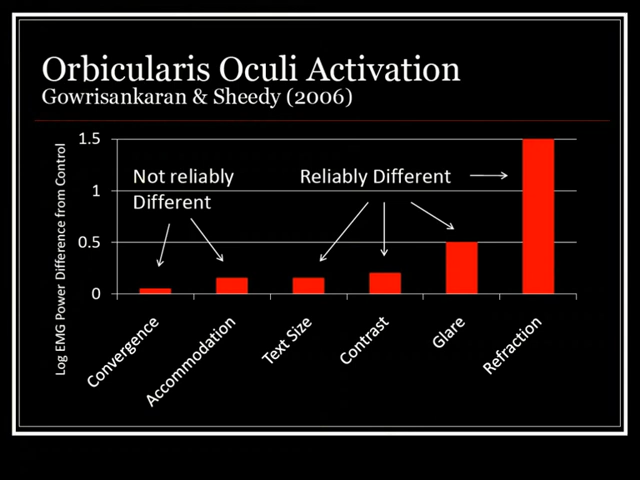 Orbicularis Oculi Activation
Gowrisankaran & Sheedy (2006)
Log EMG Power Difference from Control
1.5
1
0.5
0
Not reliably
Different
Reliably Different
Convergence
Accommodation
Text Size
Contrast
Glare
Refraction